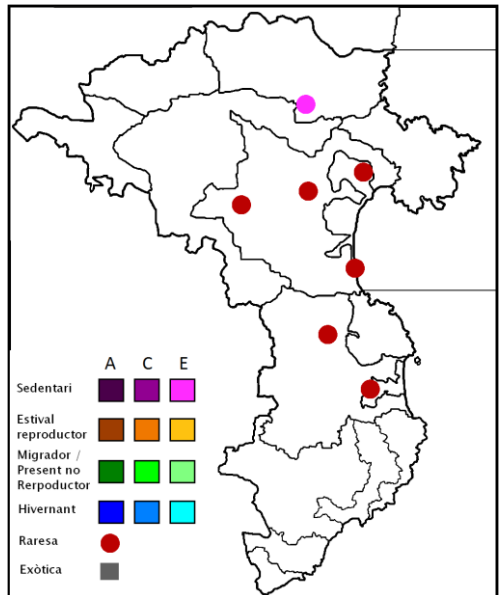 A C E
Sedentari
Estival
reproductor
Migrador /
Present no
Rerpoductor
Hivernant
Raresa
Exòtica